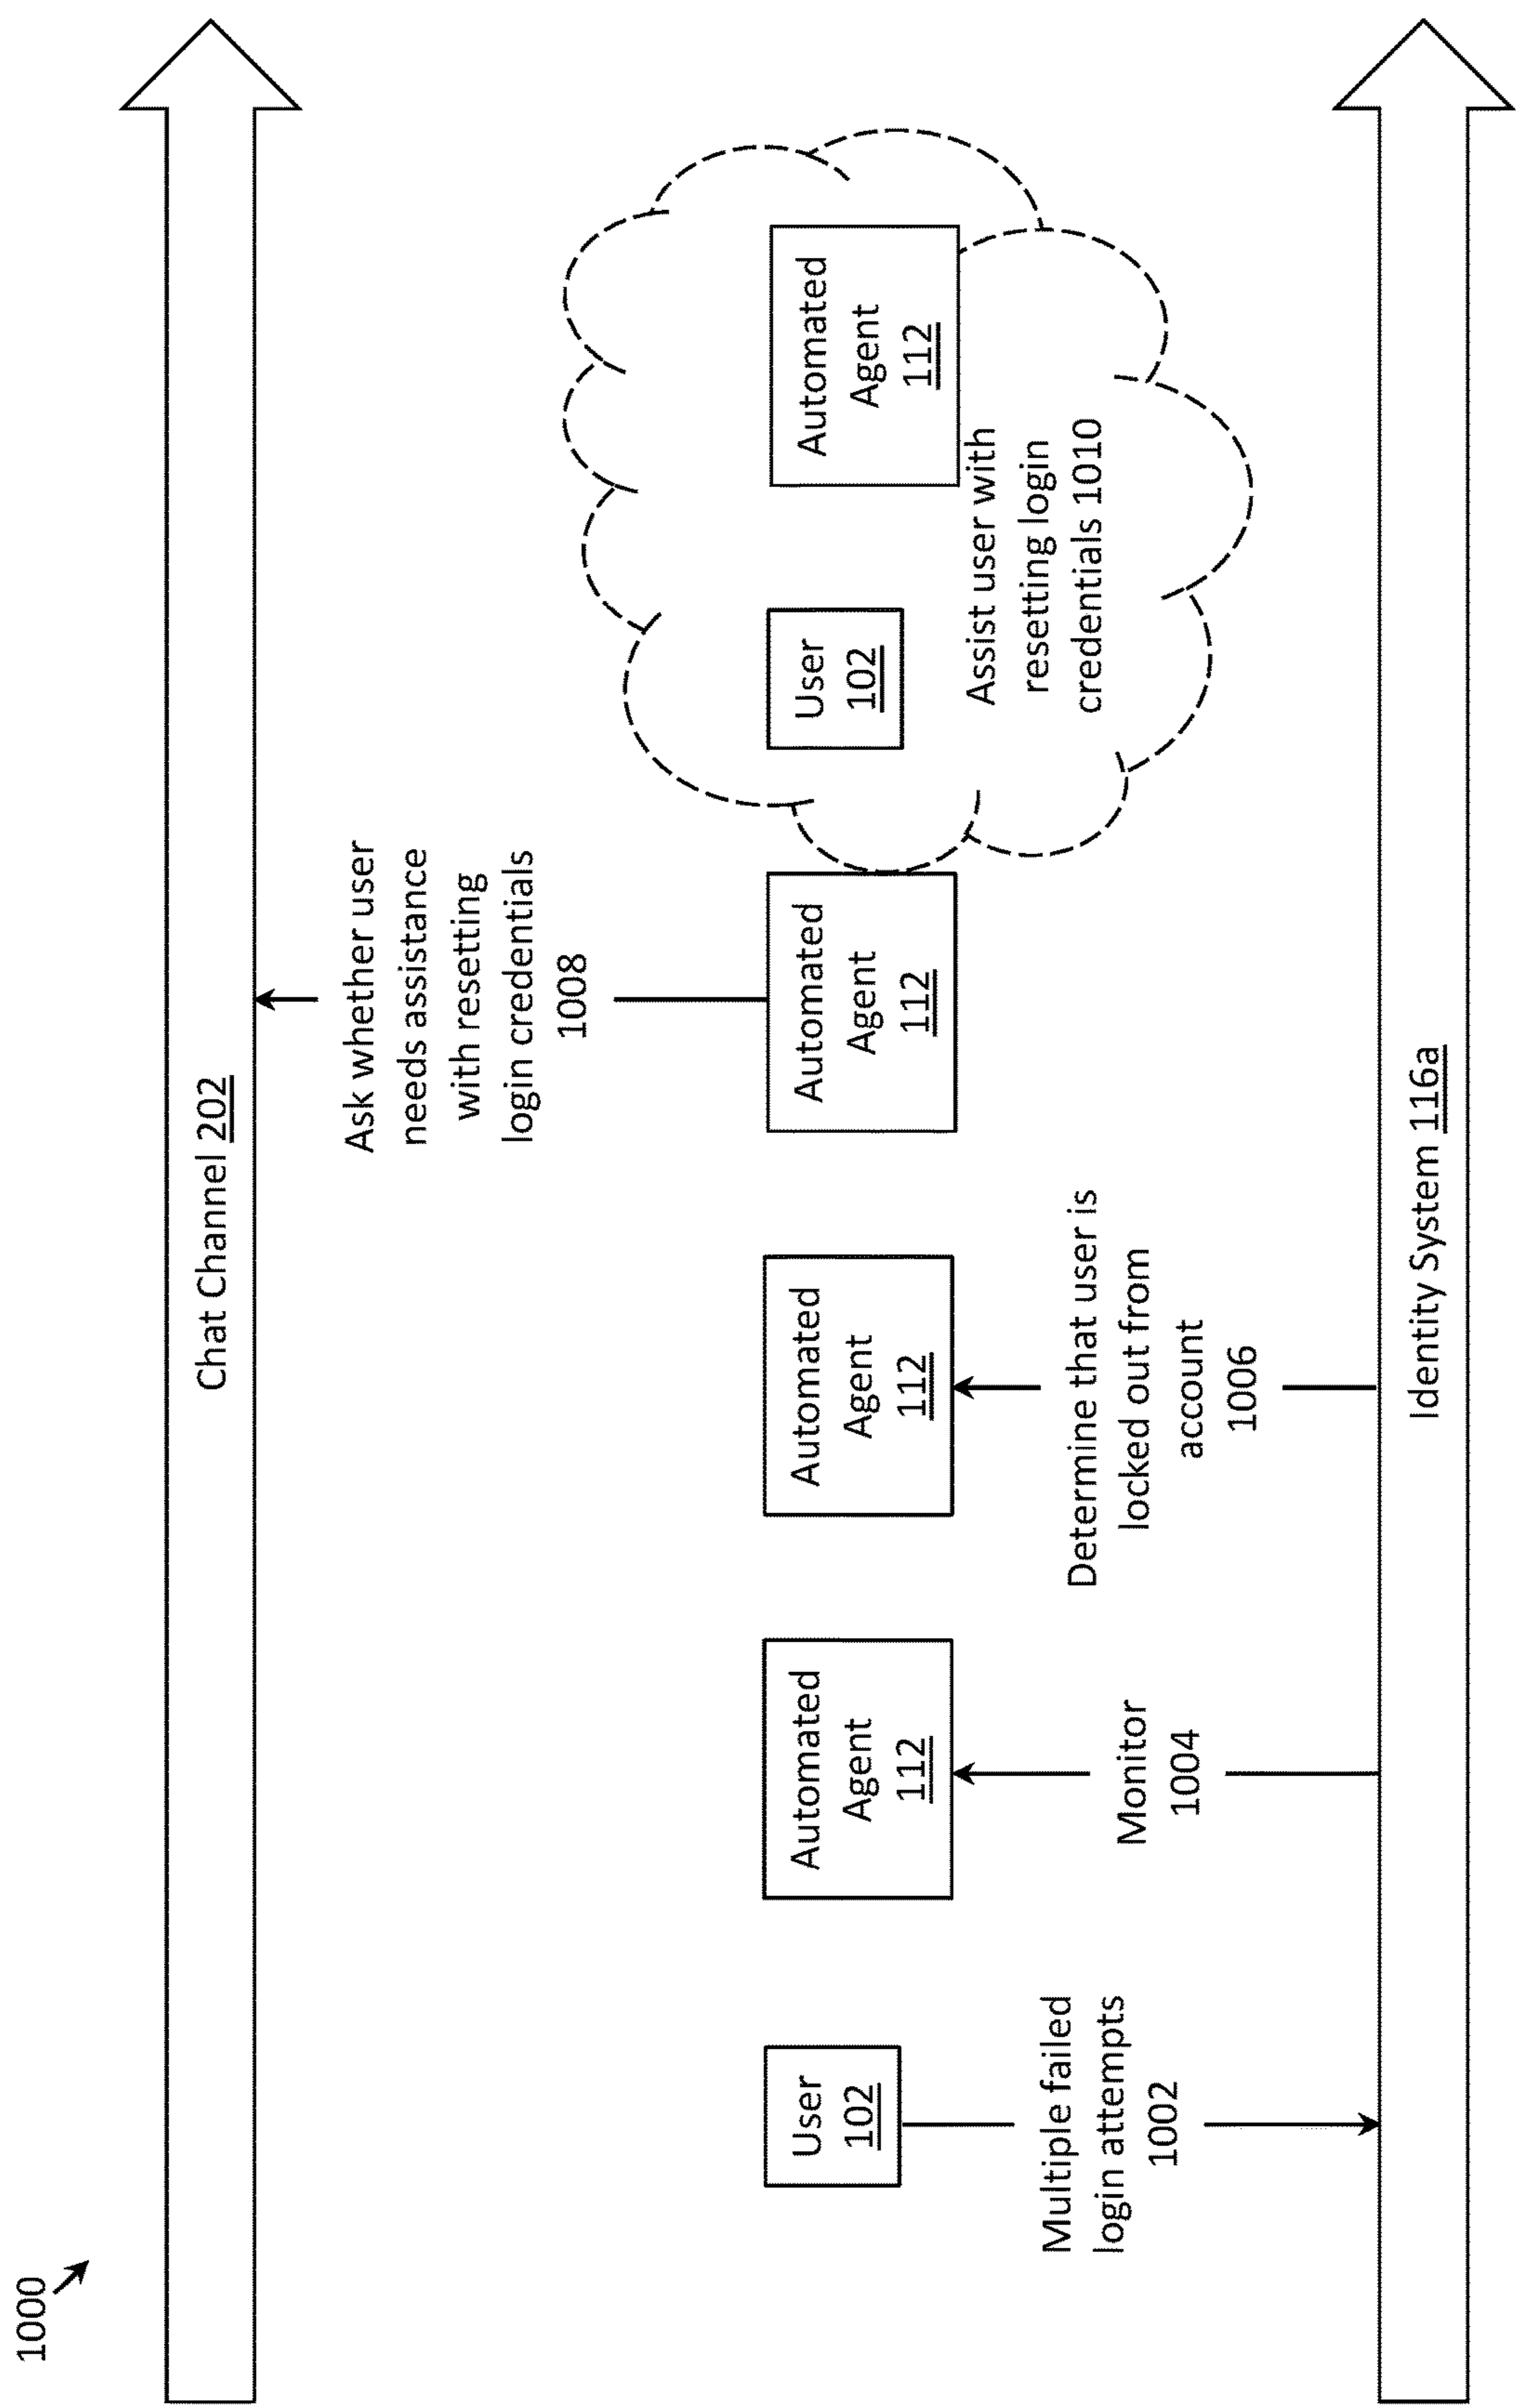 1000
Chat Channel 202
Ask whether user
needs assistance
with resetting
login credentials
1008
User
102
Multiple failed
login attempts
1002
Automated
Agent
112
Monitor
1004
Automated
Agent
112
Determine that user is
locked out from
account
1006
Automated
Agent
112
User
102
Automated
Agent
112
Assist user with
resetting login
credentials 1010
Identity System 116a